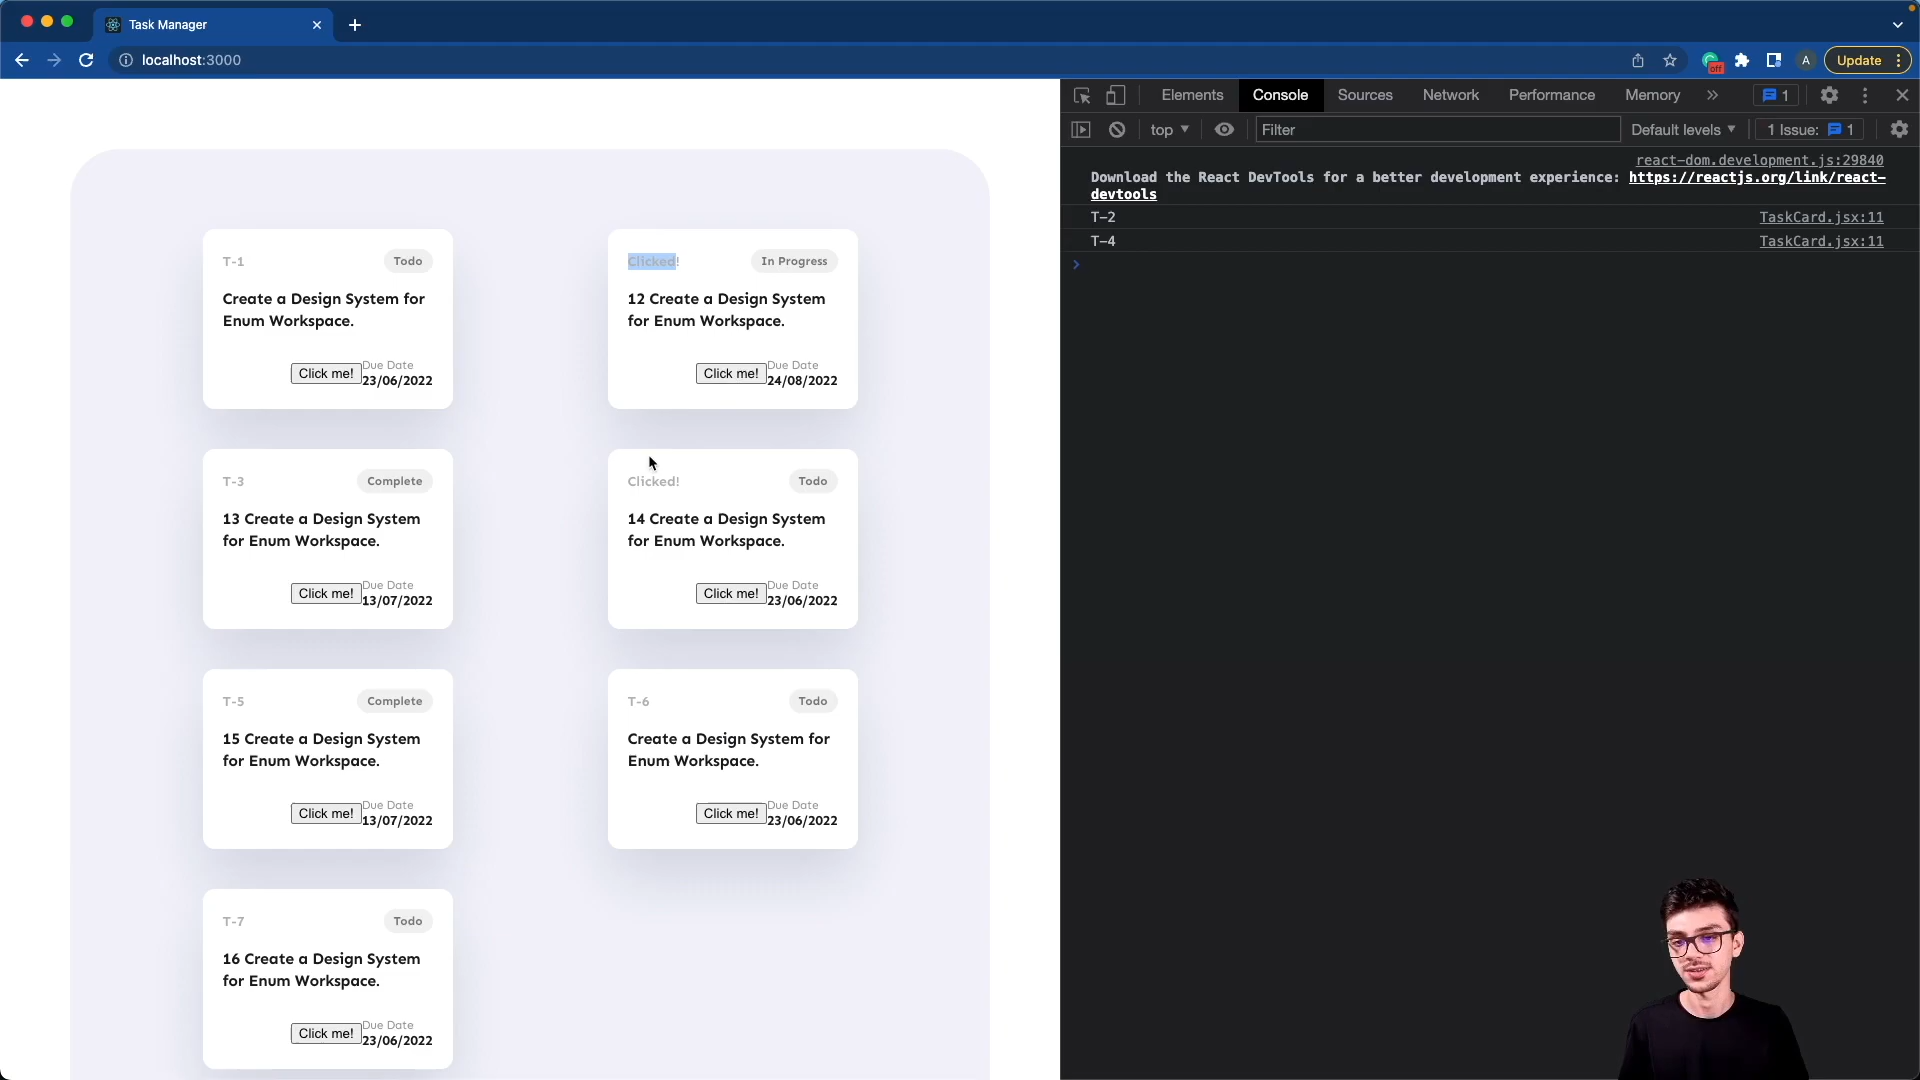 Task Manager
localhost:3000
off
A
Update
Elements
Console
Sources
Network
Performance
Memory
1
top
Filter
Default levels
1 Issue: 1
react-dom.development.js:29840
Download the React DevTools for a better development experience: https://reactjs.org/link/react-
devtools
T-2 TaskCard.jsx:11
T-4 TaskCard.jsx:11
T-1 Todo
Create a Design System for
Enum Workspace.
Click me!
Due Date
23/06/2022
Clicked! In Progress
12 Create a Design System
for Enum Workspace.
Click me!
Due Date
24/08/2022
T-3 Complete
13 Create a Design System
for Enum Workspace.
Click me!
Due Date
13/07/2022
Clicked! Todo
14 Create a Design System
for Enum Workspace.
Click me!
Due Date
23/06/2022
T-5 Complete
15 Create a Design System
for Enum Workspace.
Click me!
Due Date
13/07/2022
T-6 Todo
Create a Design System for
Enum Workspace.
Click me!
Due Date
23/06/2022
T-7 Todo
16 Create a Design System
for Enum Workspace.
Click me!
Due Date
23/06/2022